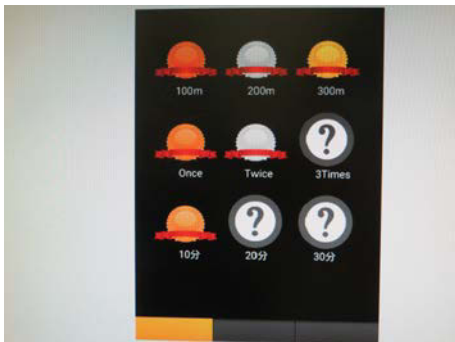 100m 200m 300m
?
Once Twice 3Times
? ?
10分 20分 30分